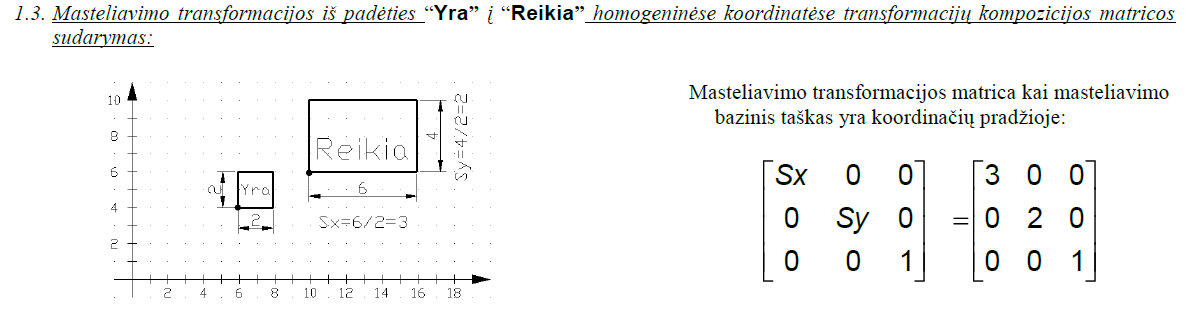 1.3. Masteliavimo transformacijos iš padėties “Yra” į “Reikia” homogeninėse koordinatėse transformacijų kompozicijos matricos
sudarymas:
Masteliavimo transformacijos matrica kai masteliavimo
bazinis taškas yra koordinačių pradžioje:
10
8
6
4
2
2 4 6 8 10 12 14 16 18
Reikia
4
Sy=4/2=2
6
Sx=6/2=3
2
Yra
2
Sx 0 0 3 0 0
0 Sy 0 = 0 2 0
0 0 1 0 0 1